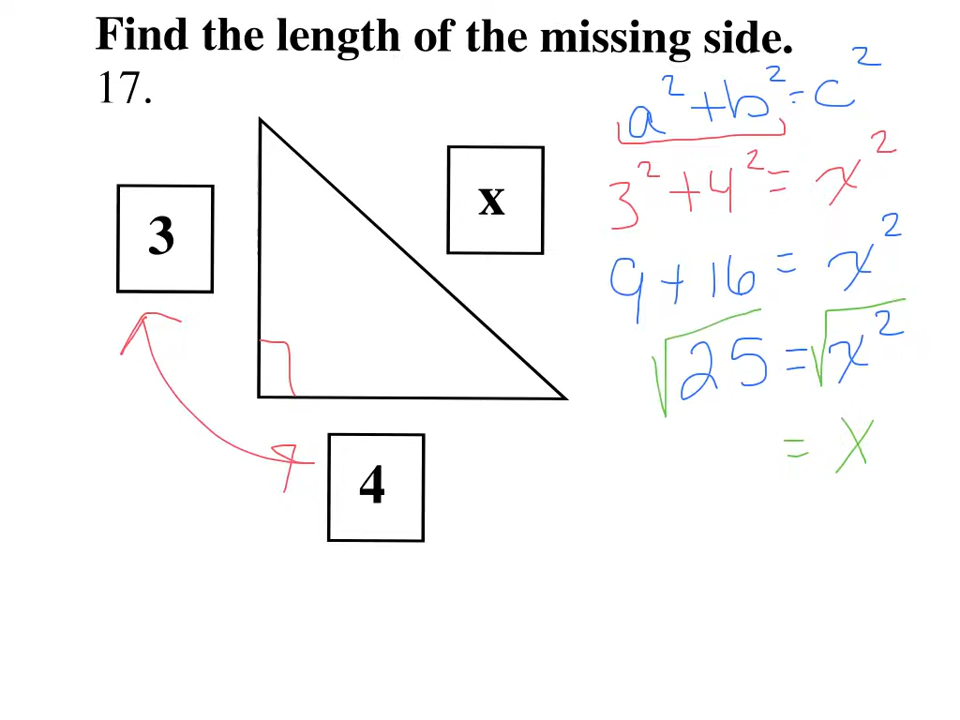 Find the length of the missing side.
17.
a² + b² = c²
3² + 4² = x²
9 + 16 = x²
√25 = √x²
= x
3
x
4